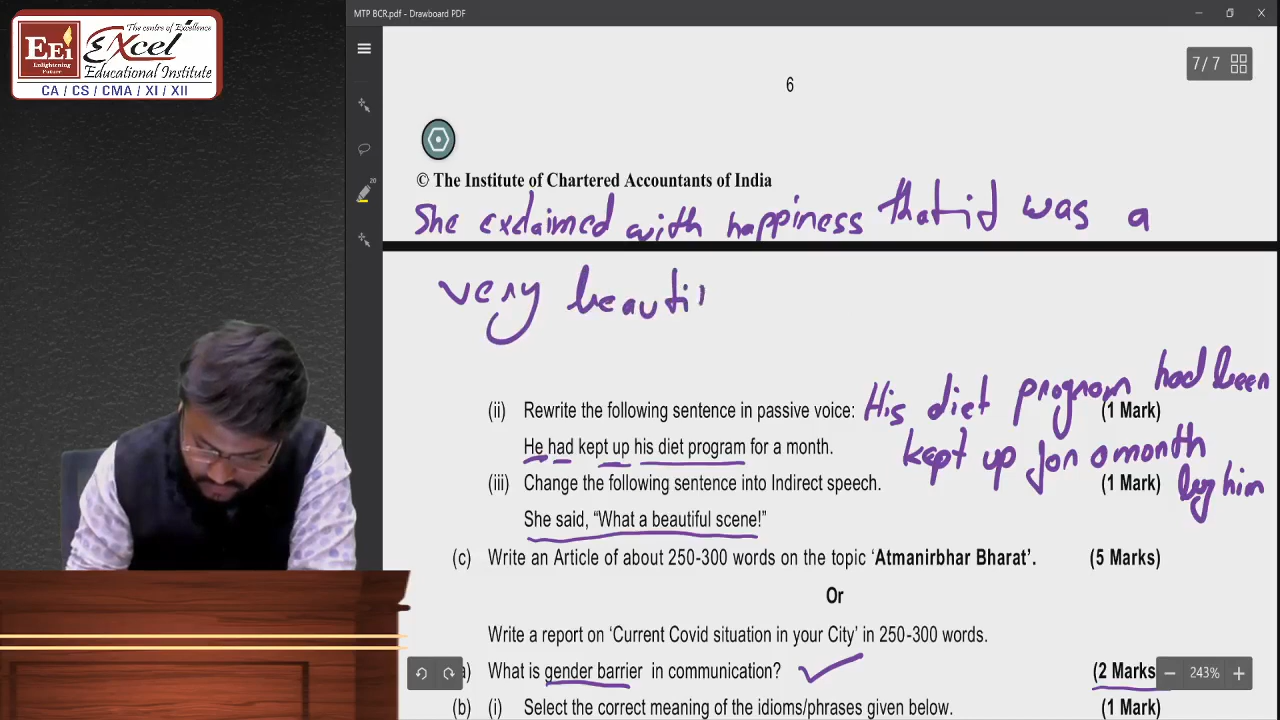 The centre of Excellence
EEi
Enlightening
Future
Excel
Educational Institute
CA / CS / CMA / XI / XII
MTP BCR.pdf - Drawboard PDF
7 / 7
6
20
© The Institute of Chartered Accountants of India
She exclaimed with happiness that id was a
very beauti
(ii) Rewrite the following sentence in passive voice: (1 Mark)
He had kept up his diet program for a month.
His diet program had been
kept up for a month
by him
(iii) Change the following sentence into Indirect speech. (1 Mark)
She said, “What a beautiful scene!”
(c) Write an Article of about 250-300 words on the topic ‘Atmanirbhar Bharat’. (5 Marks)
Or
Write a report on ‘Current Covid situation in your City’ in 250-300 words.
) What is gender barrier in communication? (2 Marks
243%
(b) (i) Select the correct meaning of the idioms/phrases given below. (1 Mark)